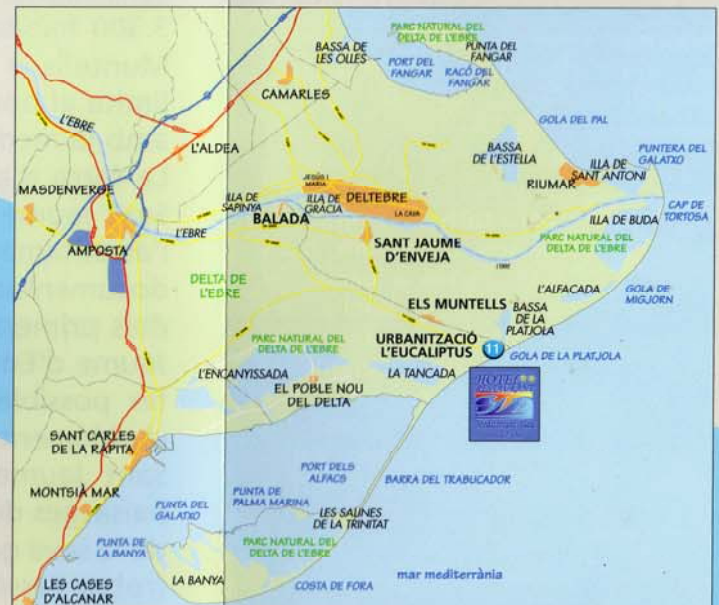 PARC NATURAL DEL
DELTA DE L'EBRE
BASSA DE
LES OLLES
PUNTA DEL
FANGAR
PORT DEL
FANGAR
RACÓ DEL
FANGAR
CAMARLES
L'EBRE
GOLA DEL PAL
L'ALDEA
BASSA
DE L'ESTELLA
PUNTERA DEL
GALATXO
ILLA DE
SANT ANTONI
RIUMAR
MASDENVERGE
JESÚS I
MARIA
ILLA DE
SAPINYA
ILLA DE
GRÀCIA
DELTEBRE
LA CAVA
CAP DE
TORTOSA
BALADA
ILLA DE BUDA
L'EBRE
AMPOSTA
SANT JAUME
D'ENVEJA
PARC NATURAL DEL
DELTA DE L'EBRE
L'EBRE
DELTA DE
L'EBRE
L'ALFACADA
GOLA DE
MIGJORN
ELS MUNTELLS
BASSA
DE LA
PLATJOLA
PARC NATURAL DEL
DELTA DE L'EBRE
URBANITZACIÓ
L'EUCALIPTUS
11
GOLA DE LA PLATJOLA
L'ENCANYISSADA
LA TANCADA
EL POBLE NOU
DEL DELTA
HOTEL
SANT CARLES
DE LA RÀPITA
PORT DELS
ALFACS
BARRA DEL TRABUCADOR
MONTSIÀ MAR
PUNTA DEL
GALATXO
PUNTA DE
PALMA MARINA
LES SALINES
DE LA TRINITAT
PUNTA DE
LA BANYA
PARC NATURAL DEL
DELTA DE L'EBRE
LA BANYA
COSTA DE FORA
mar mediterrània
LES CASES
D'ALCANAR